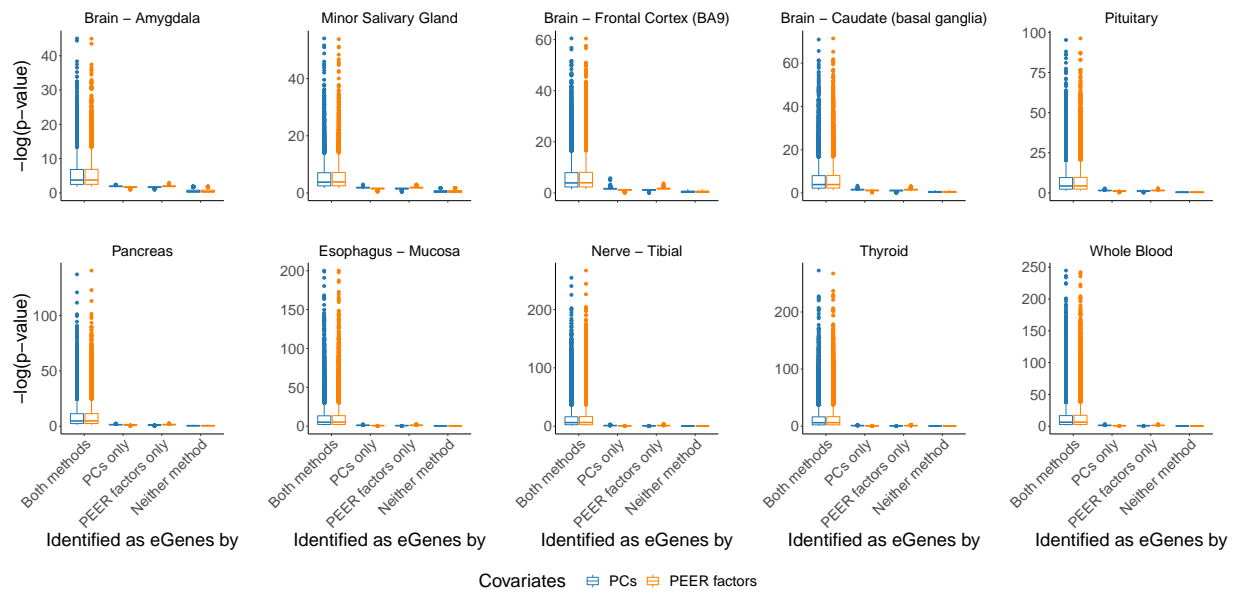 Brain − Amygdala
Minor Salivary Gland
Brain − Frontal Cortex (BA9)
Brain − Caudate (basal ganglia)
Pituitary
−log(p−value)
40
30
20
10
0
40
20
0
60
40
20
0
60
40
20
0
100
75
50
25
0
Pancreas
Esophagus − Mucosa
Nerve − Tibial
Thyroid
Whole Blood
−log(p−value)
100
50
0
200
150
100
50
0
200
100
0
200
100
0
250
200
150
100
50
0
Both methods
PCs only
PEER factors only
Neither method
Both methods
PCs only
PEER factors only
Neither method
Both methods
PCs only
PEER factors only
Neither method
Both methods
PCs only
PEER factors only
Neither method
Both methods
PCs only
PEER factors only
Neither method
Identified as eGenes by
Identified as eGenes by
Identified as eGenes by
Identified as eGenes by
Identified as eGenes by
Covariates PCs PEER factors